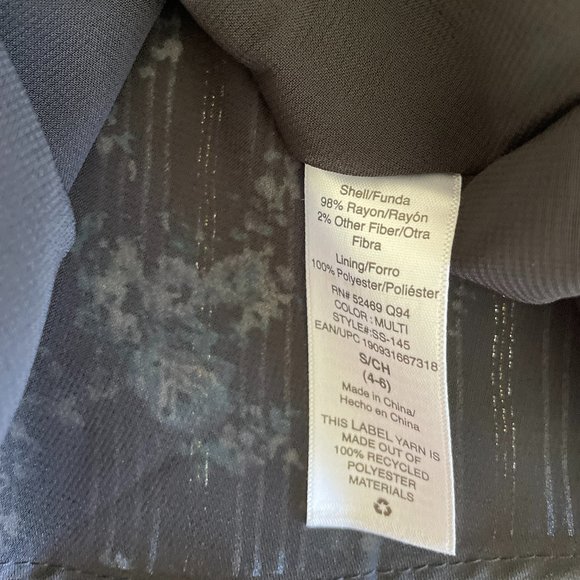 Shell/Funda
98% Rayon/Rayón
2% Other Fiber/Otra
Fibra
Lining/Forro
100% Polyester/Poliéster
RN# 52469 Q94
COLOR : MULTI
STYLE#:SS-145
EAN/UPC 190931667318
S/CH
(4-6)
Made in China/
Hecho en China
THIS LABEL YARN IS
MADE OUT OF
100% RECYCLED
POLYESTER
MATERIALS